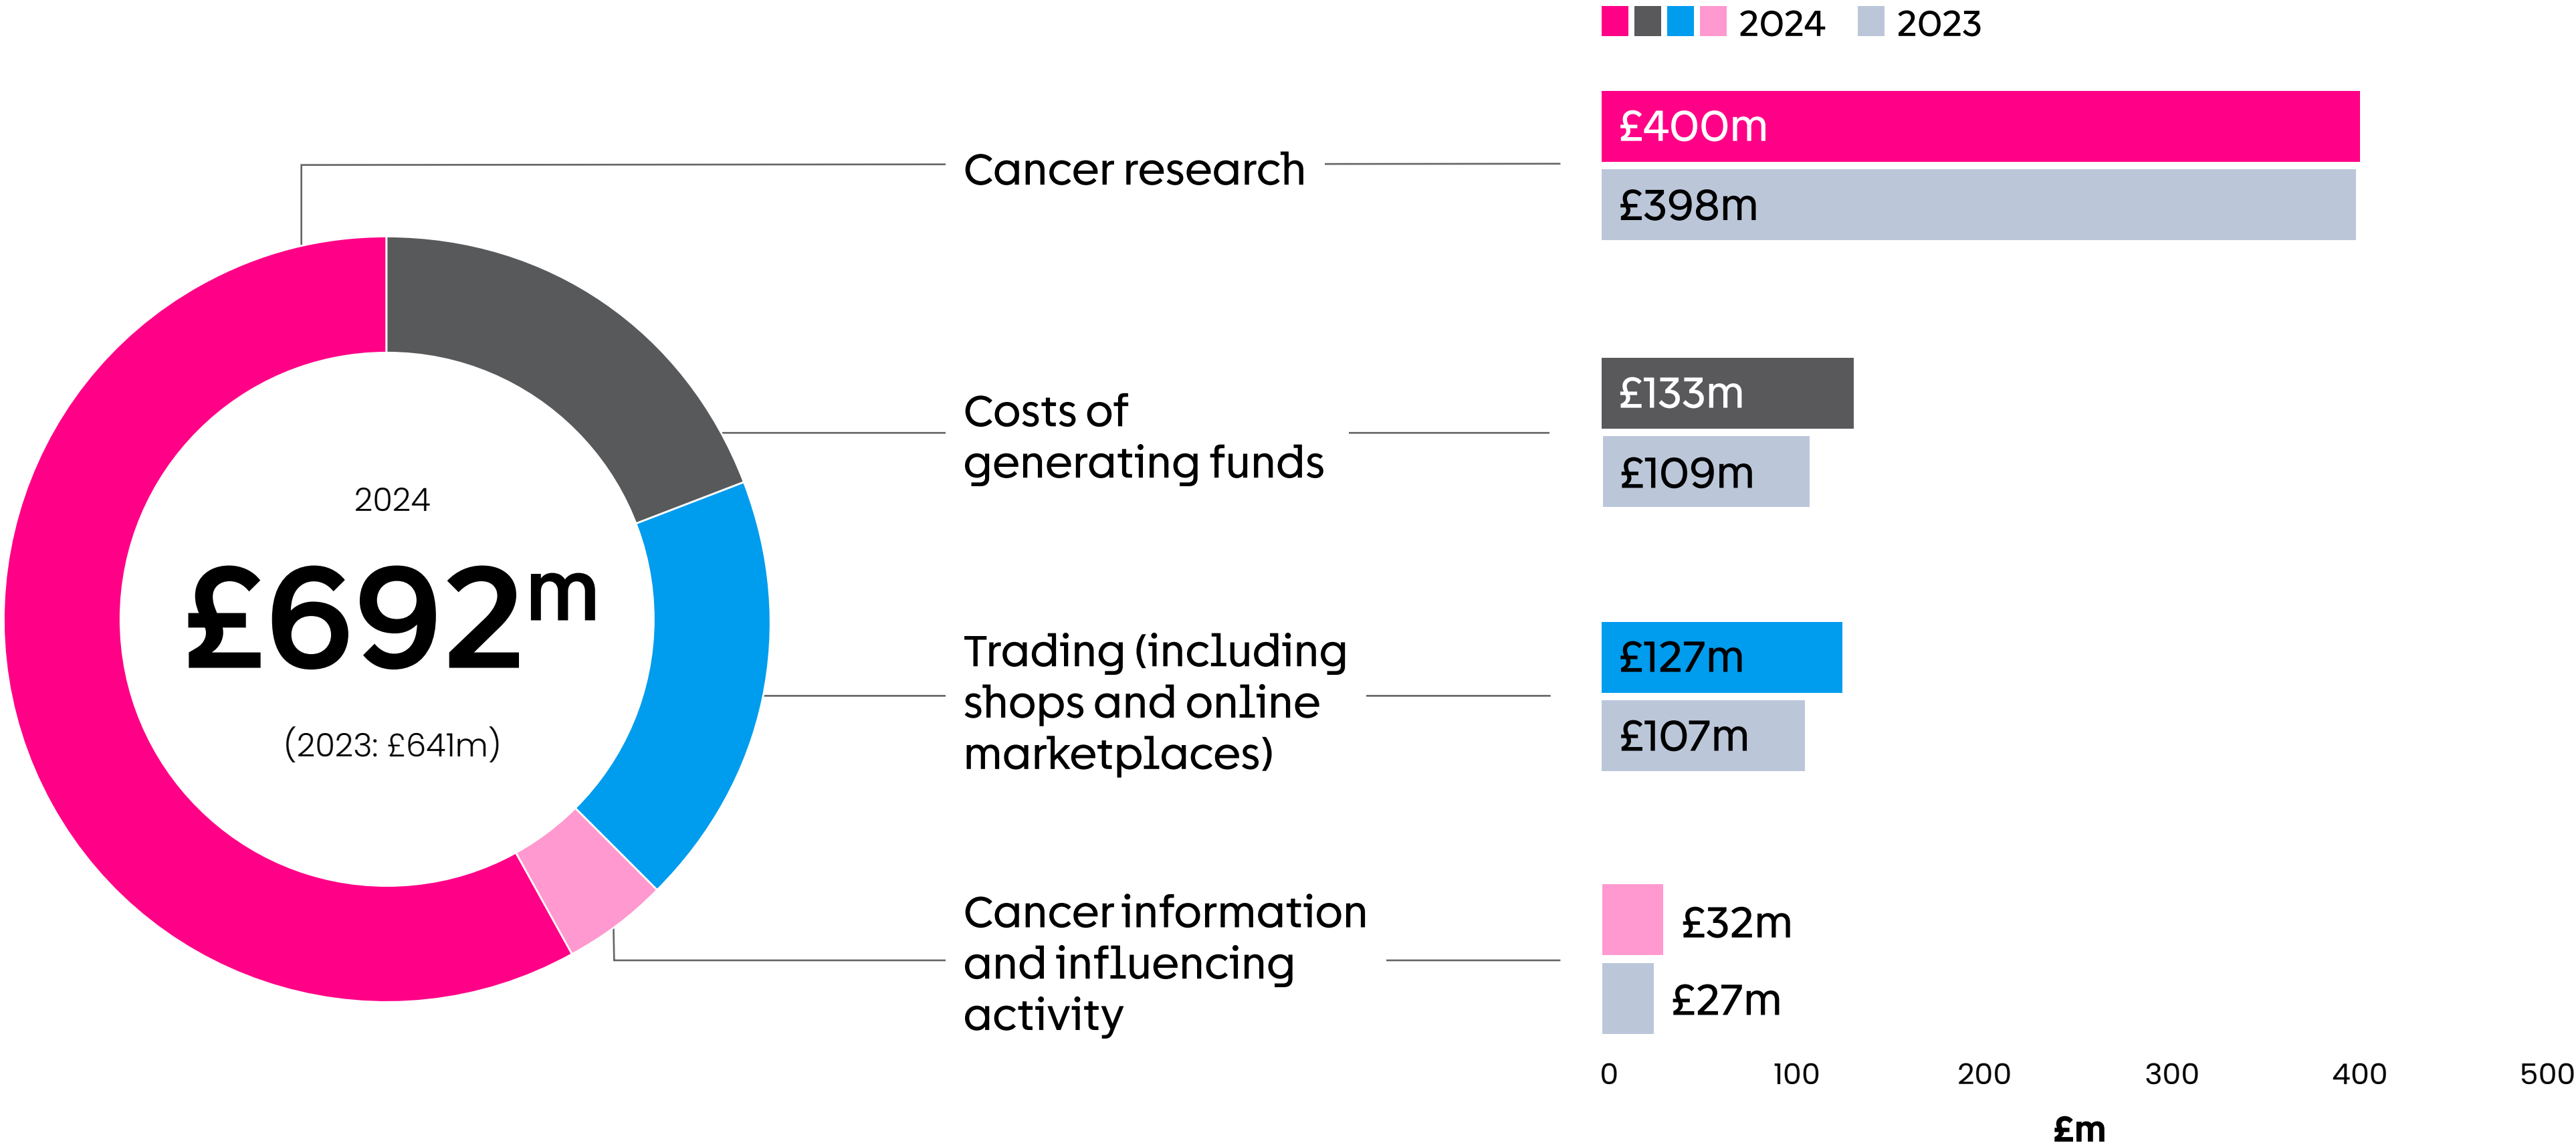 2024 2023
Cancer research
£400m
£398m
Costs of
generating funds
£133m
£109m
2024
£692m
(2023: £641m)
Trading (including
shops and online
marketplaces)
£127m
£107m
Cancer information
and influencing
activity
£32m
£27m
0 100 200 300 400 500
£m